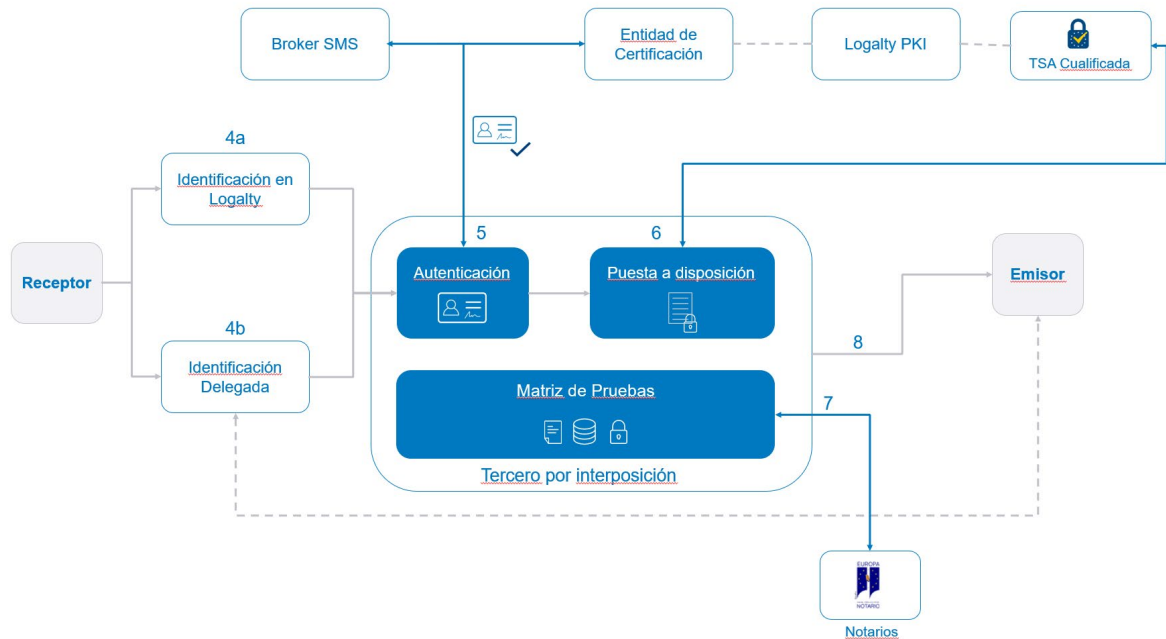 Broker SMS
Entidad de
Certificación
Logalty PKI
TSA Cualificada
4a
Identificación en
Logalty
5
6
Receptor
Autenticación
Puesta a disposición
Emisor
4b
8
Identificación
Delegada
Matriz de Pruebas
7
Tercero por interposición
EUROPA
NOTARIO
Notarios